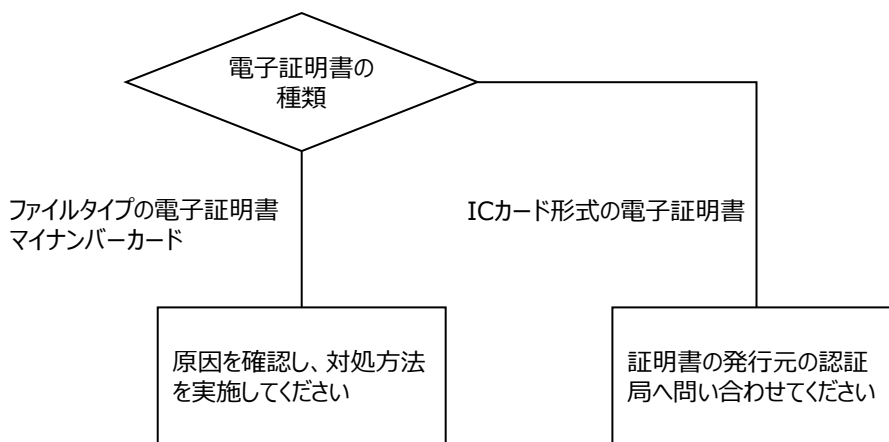 電子証明書の
種類
ファイルタイプの電子証明書
マイナンバーカード
ICカード形式の電子証明書
原因を確認し、対処方法
を実施してください
証明書の発行元の認証
局へ問い合わせてください